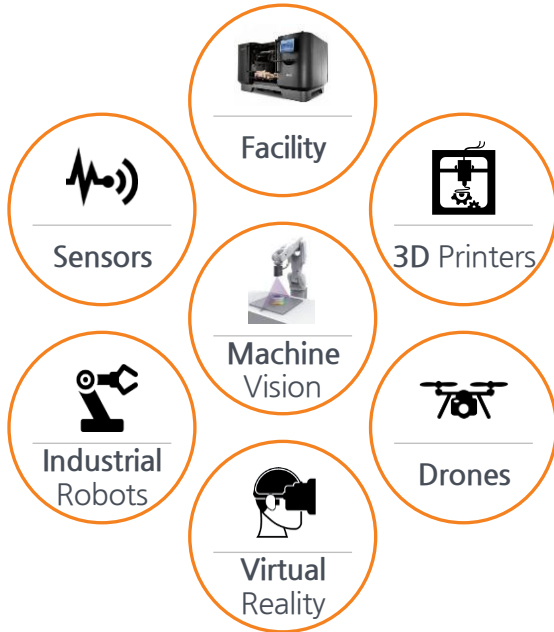 Facility
Sensors
3D Printers
Machine
Vision
Industrial
Robots
Drones
Virtual
Reality